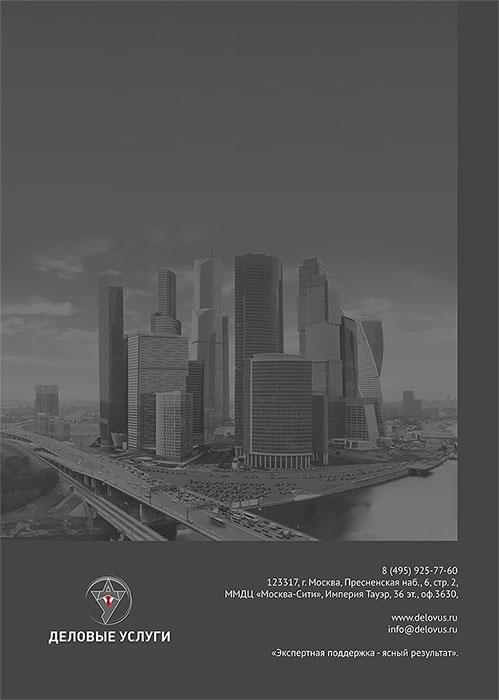 8 (495) 925-77-60
123317, г. Москва, Пресненская наб., 6, стр. 2,
ММДЦ «Москва-Сити», Империя Тауэр, 36 эт., оф.3630,
www.delovus.ru
info@delovus.ru
«Экспертная поддержка - ясный результат».
ДЕЛОВЫЕ УСЛУГИ